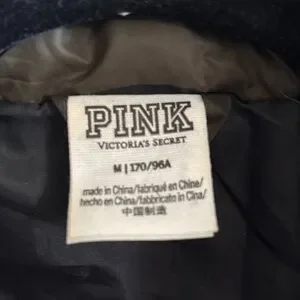 PINK
VICTORIA'S SECRET
M | 170/96A
made in China/fabriqué en Chine/
hecho en China/fabbricato in Cina/
中国制造